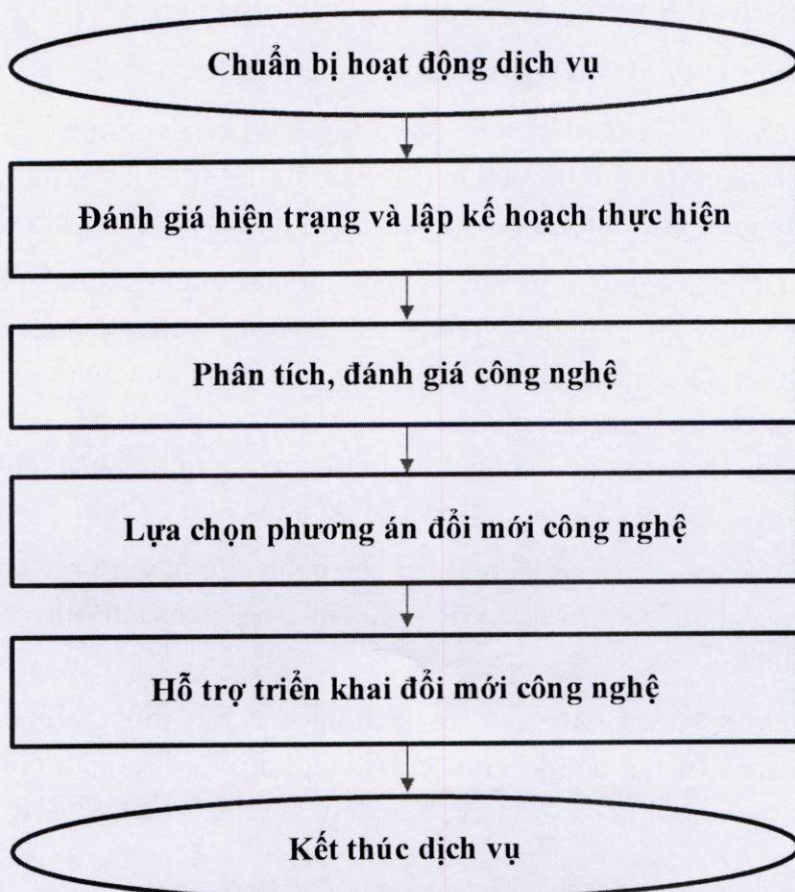 Chuẩn bị hoạt động dịch vụ
Đánh giá hiện trạng và lập kế hoạch thực hiện
Phân tích, đánh giá công nghệ
Lựa chọn phương án đổi mới công nghệ
Hỗ trợ triển khai đổi mới công nghệ
Kết thúc dịch vụ